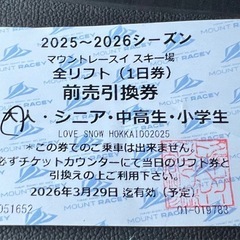 2025～2026シーズン
マウントレースイ スキー場
全リフト（1日券）
前売引換券
大人・シニア・中高生・小学生
LOVE SNOW HOKKAIDO2025
＊この券でのご乗車は出来ません。
必ずチケットカウンターにて当日のリフト券と
引換えの上ご利用下さい。
2026年3月29日 迄有効（予定）
051652
01-019783
MOUNT RACEY